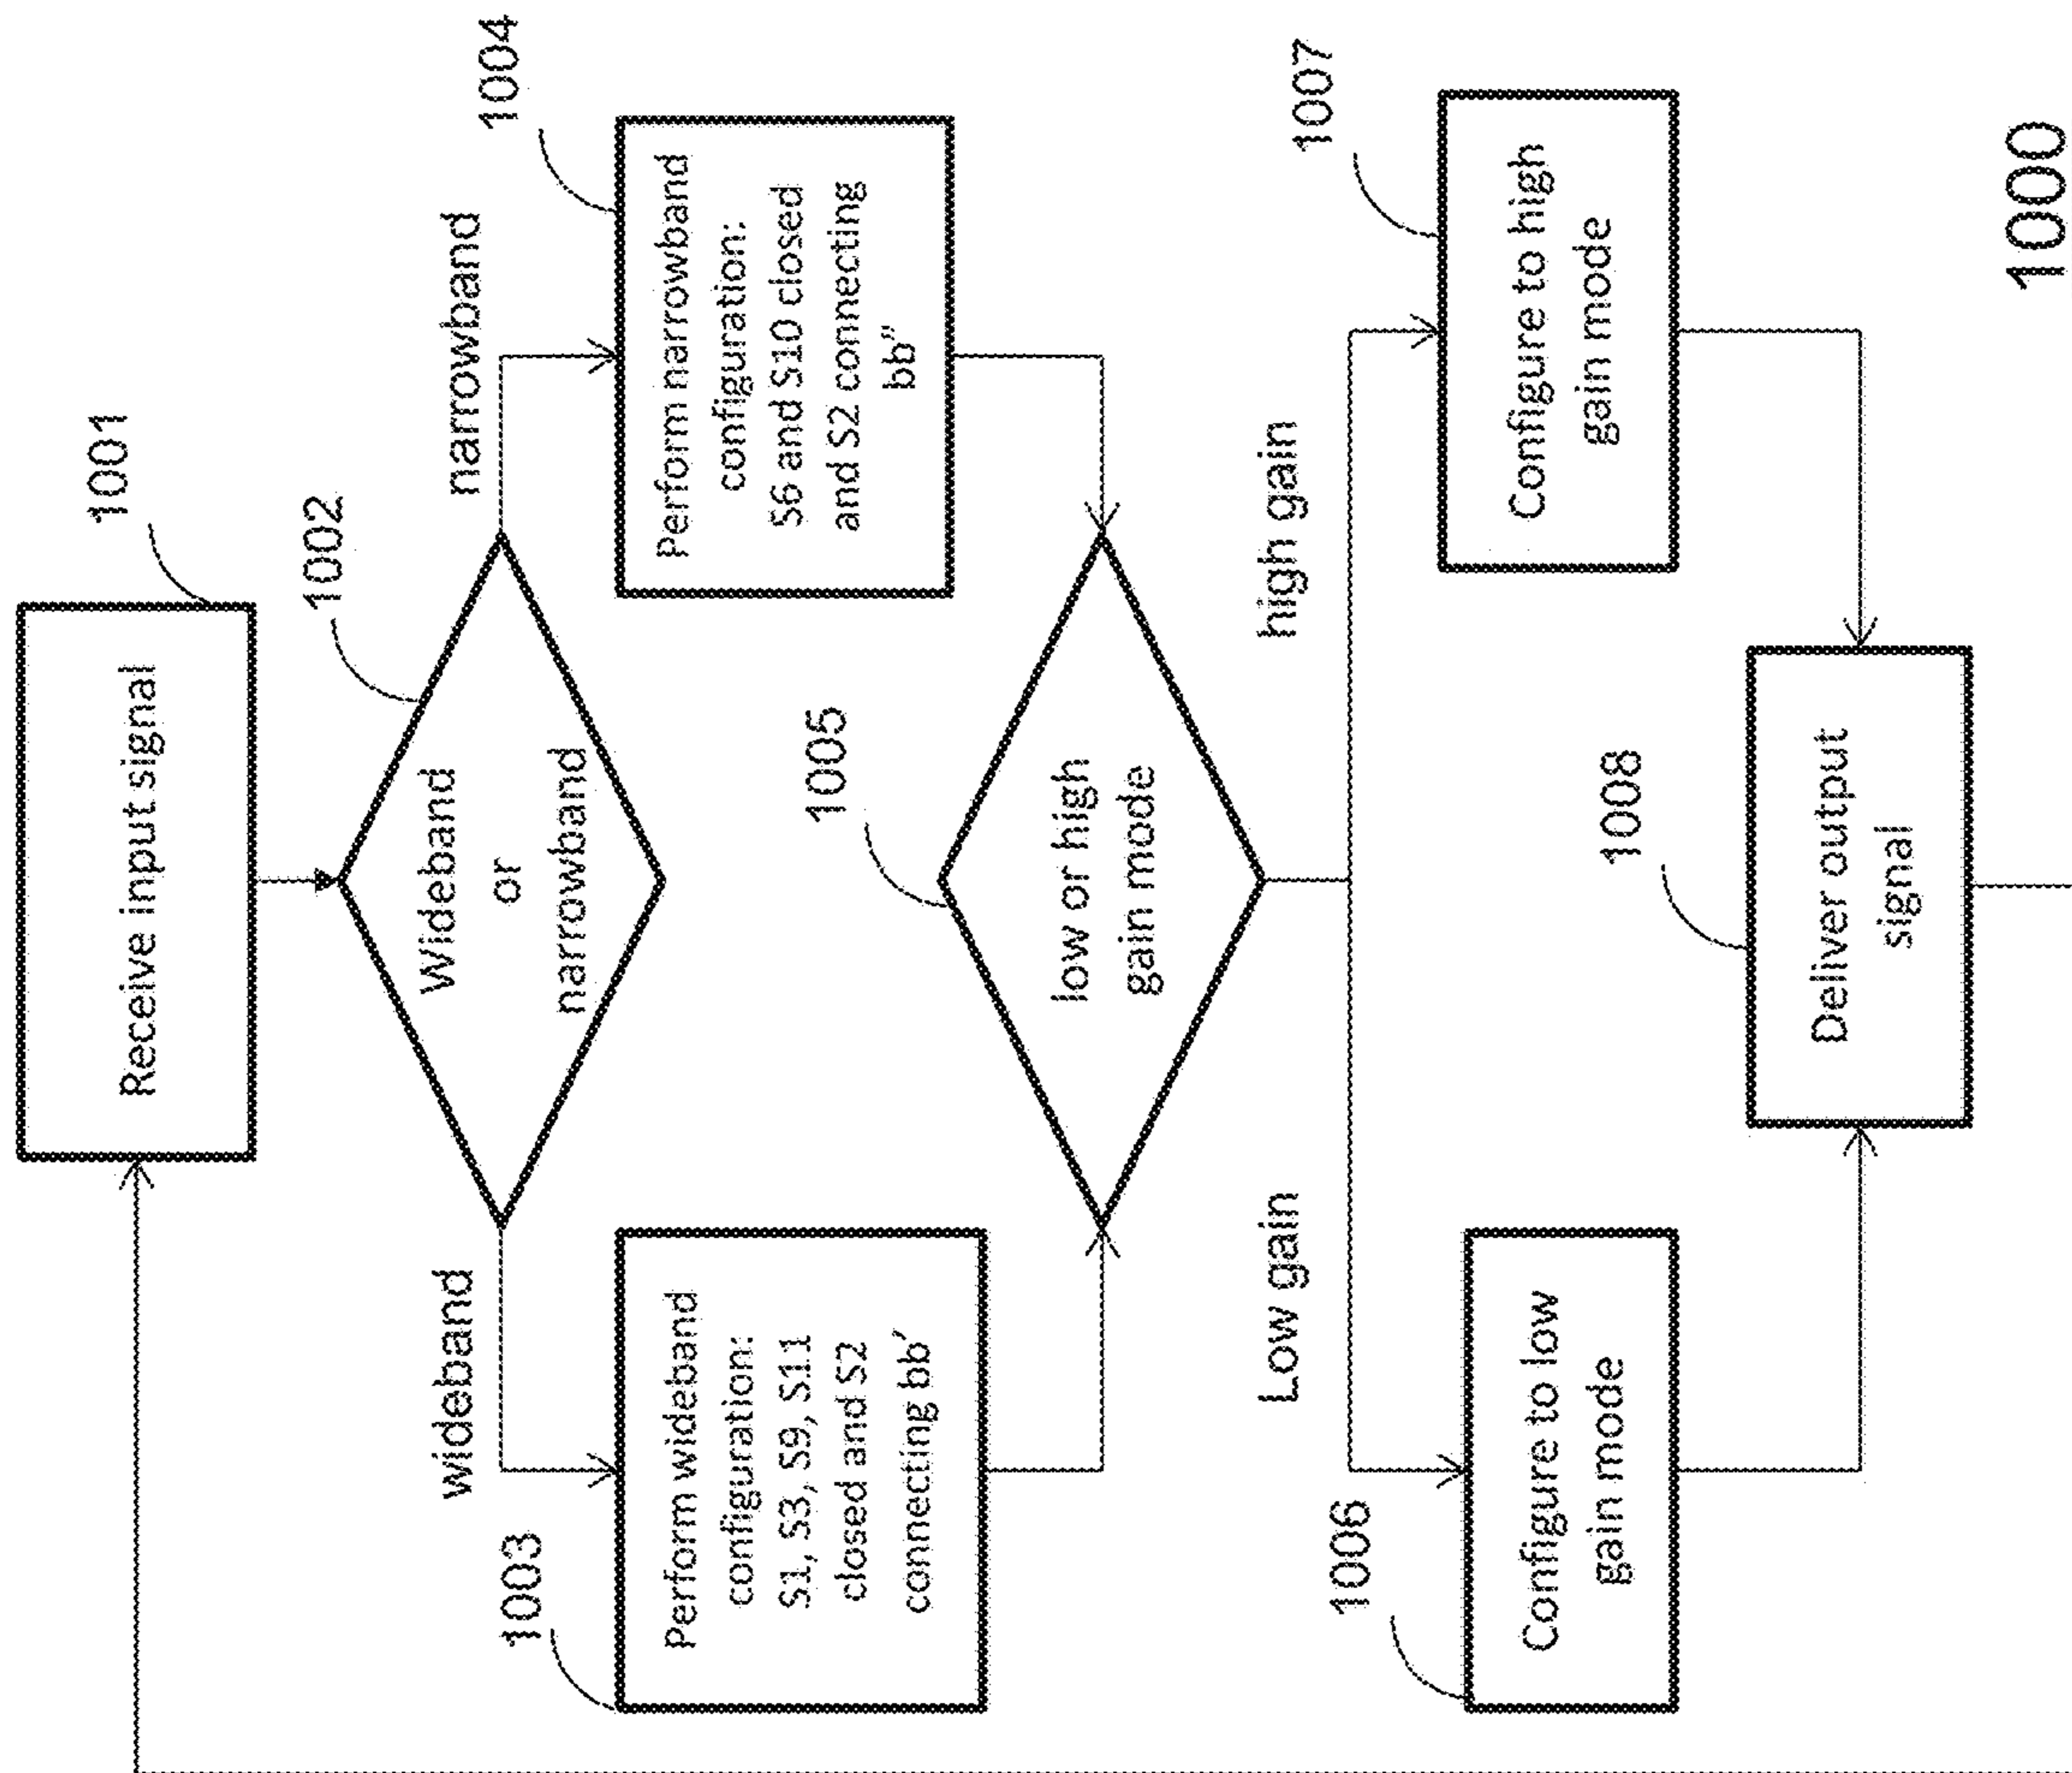 1001
Receive input signal
1002
Wideband
or
narrowband
wideband
narrowband
1003
Perform wideband
configuration:
S1, S3, S9, S11
closed and S2
connecting bb'
1004
Perform narrowband
configuration:
S6 and S10 closed
and S2 connecting
bb"
1005
low or high
gain mode
Low gain
high gain
1006
Configure to low
gain mode
1007
Configure to high
gain mode
1008
Deliver output
signal
1000